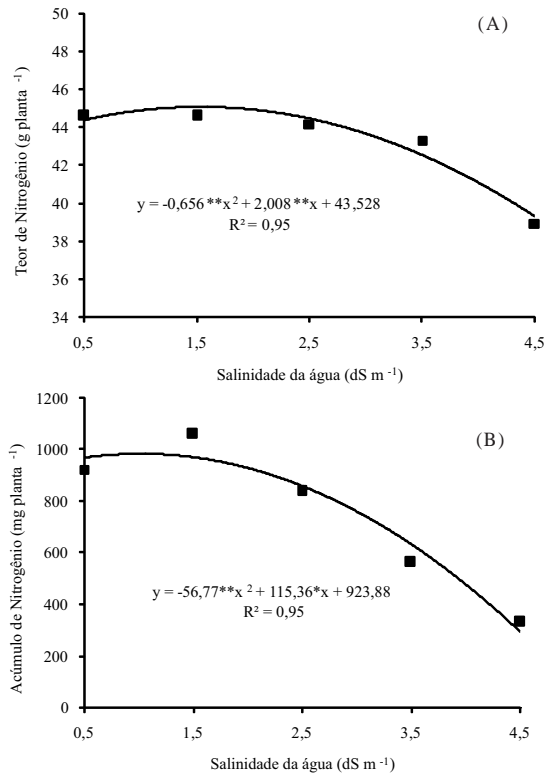 (A)
50
48
46
44
42
40
38
36
34
Teor de Nitrogênio (g planta ⁻¹)
y = -0,656 **x² + 2,008 **x + 43,528
R² = 0,95
0,5 1,5 2,5 3,5 4,5
Salinidade da água (dS m ⁻¹)
(B)
1200
1000
800
600
400
200
0
Acúmulo de Nitrogênio (mg planta ⁻¹)
y = -56,77**x ² + 115,36*x + 923,88
R² = 0,95
0,5 1,5 2,5 3,5 4,5
Salinidade da água (dS m ⁻¹)